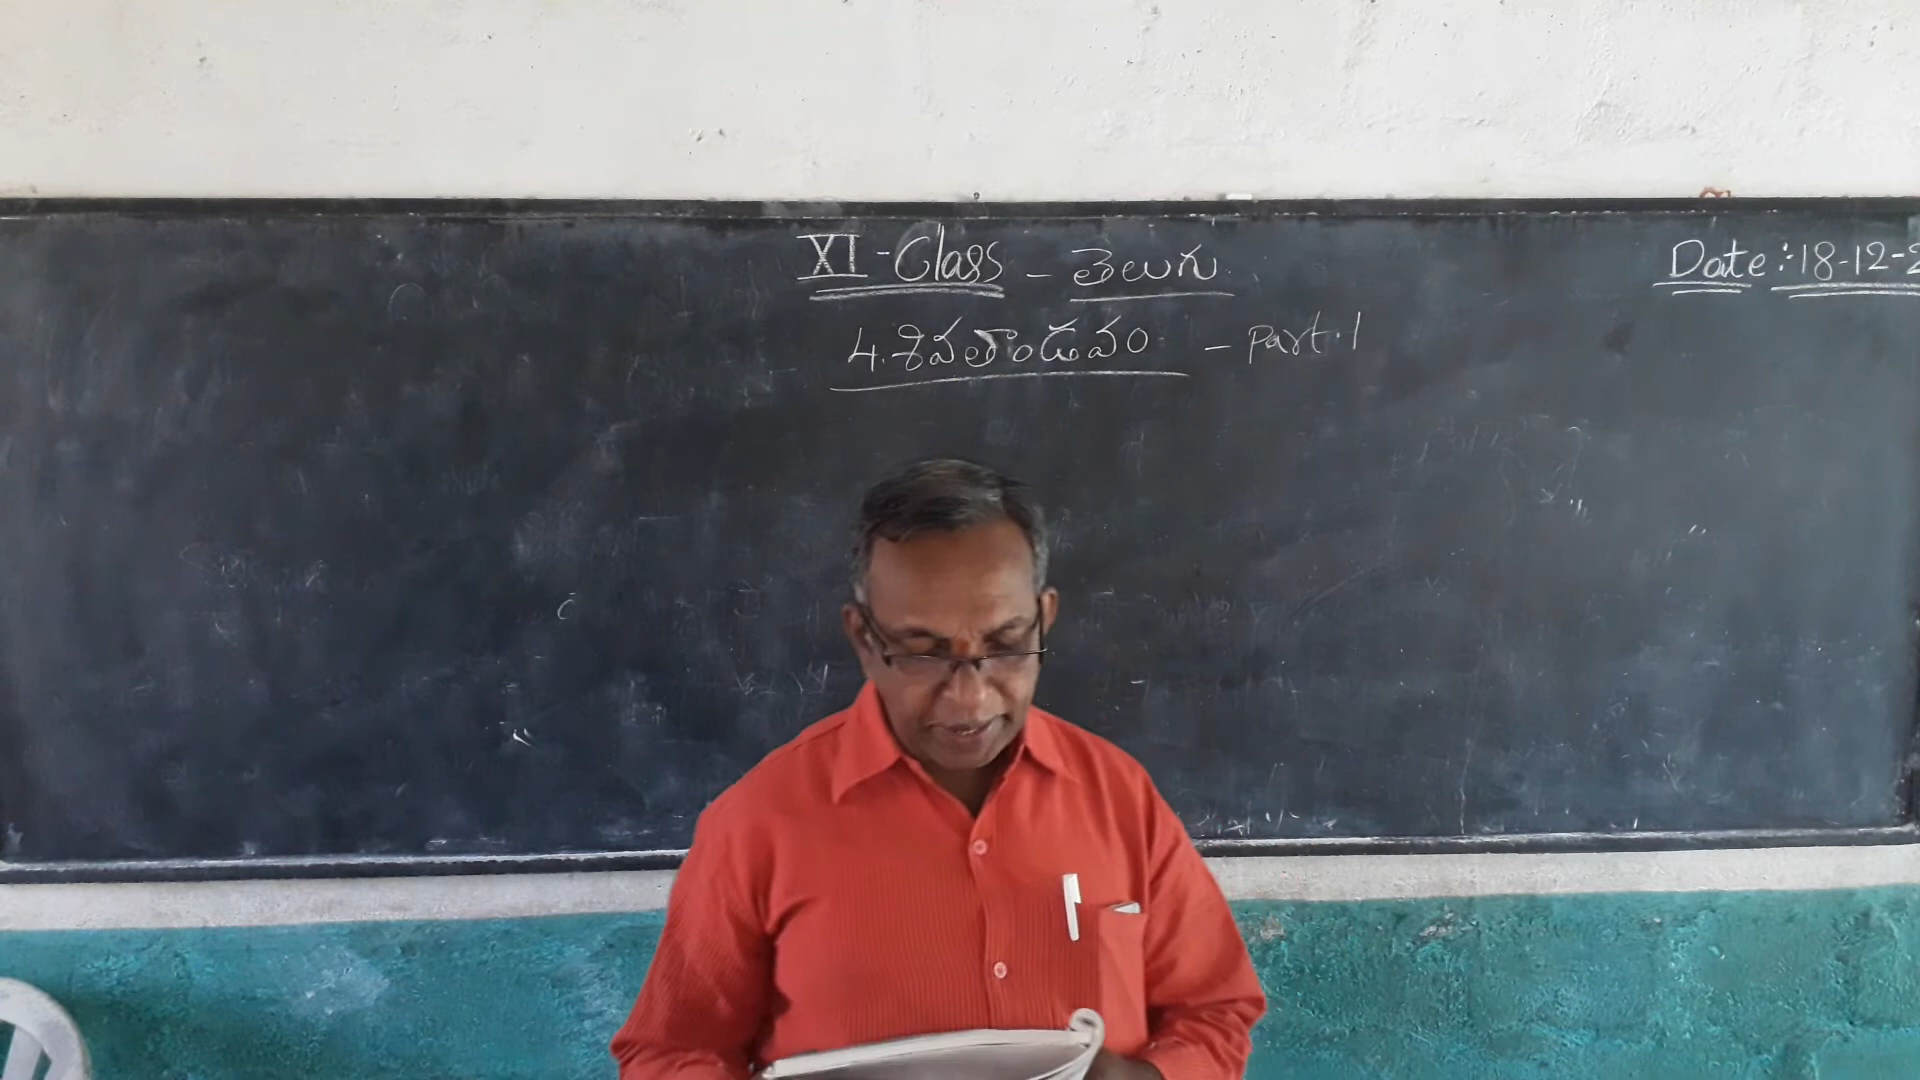 XI-Class - తెలుగు
Date:-18-12-2
4. శివతాండవం - Part.1